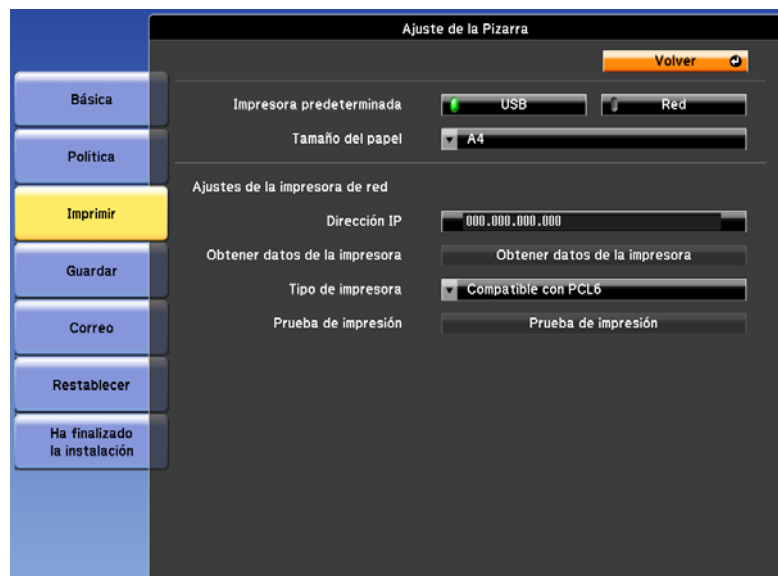 Ajuste de la Pizarra
Volver
Básica
Política
Imprimir
Guardar
Correo
Restablecer
Ha finalizado
la instalación
Impresora predeterminada USB Red
Tamaño del papel A4
Ajustes de la impresora de red
Dirección IP 000.000.000.000
Obtener datos de la impresora Obtener datos de la impresora
Tipo de impresora Compatible con PCL6
Prueba de impresión Prueba de impresión